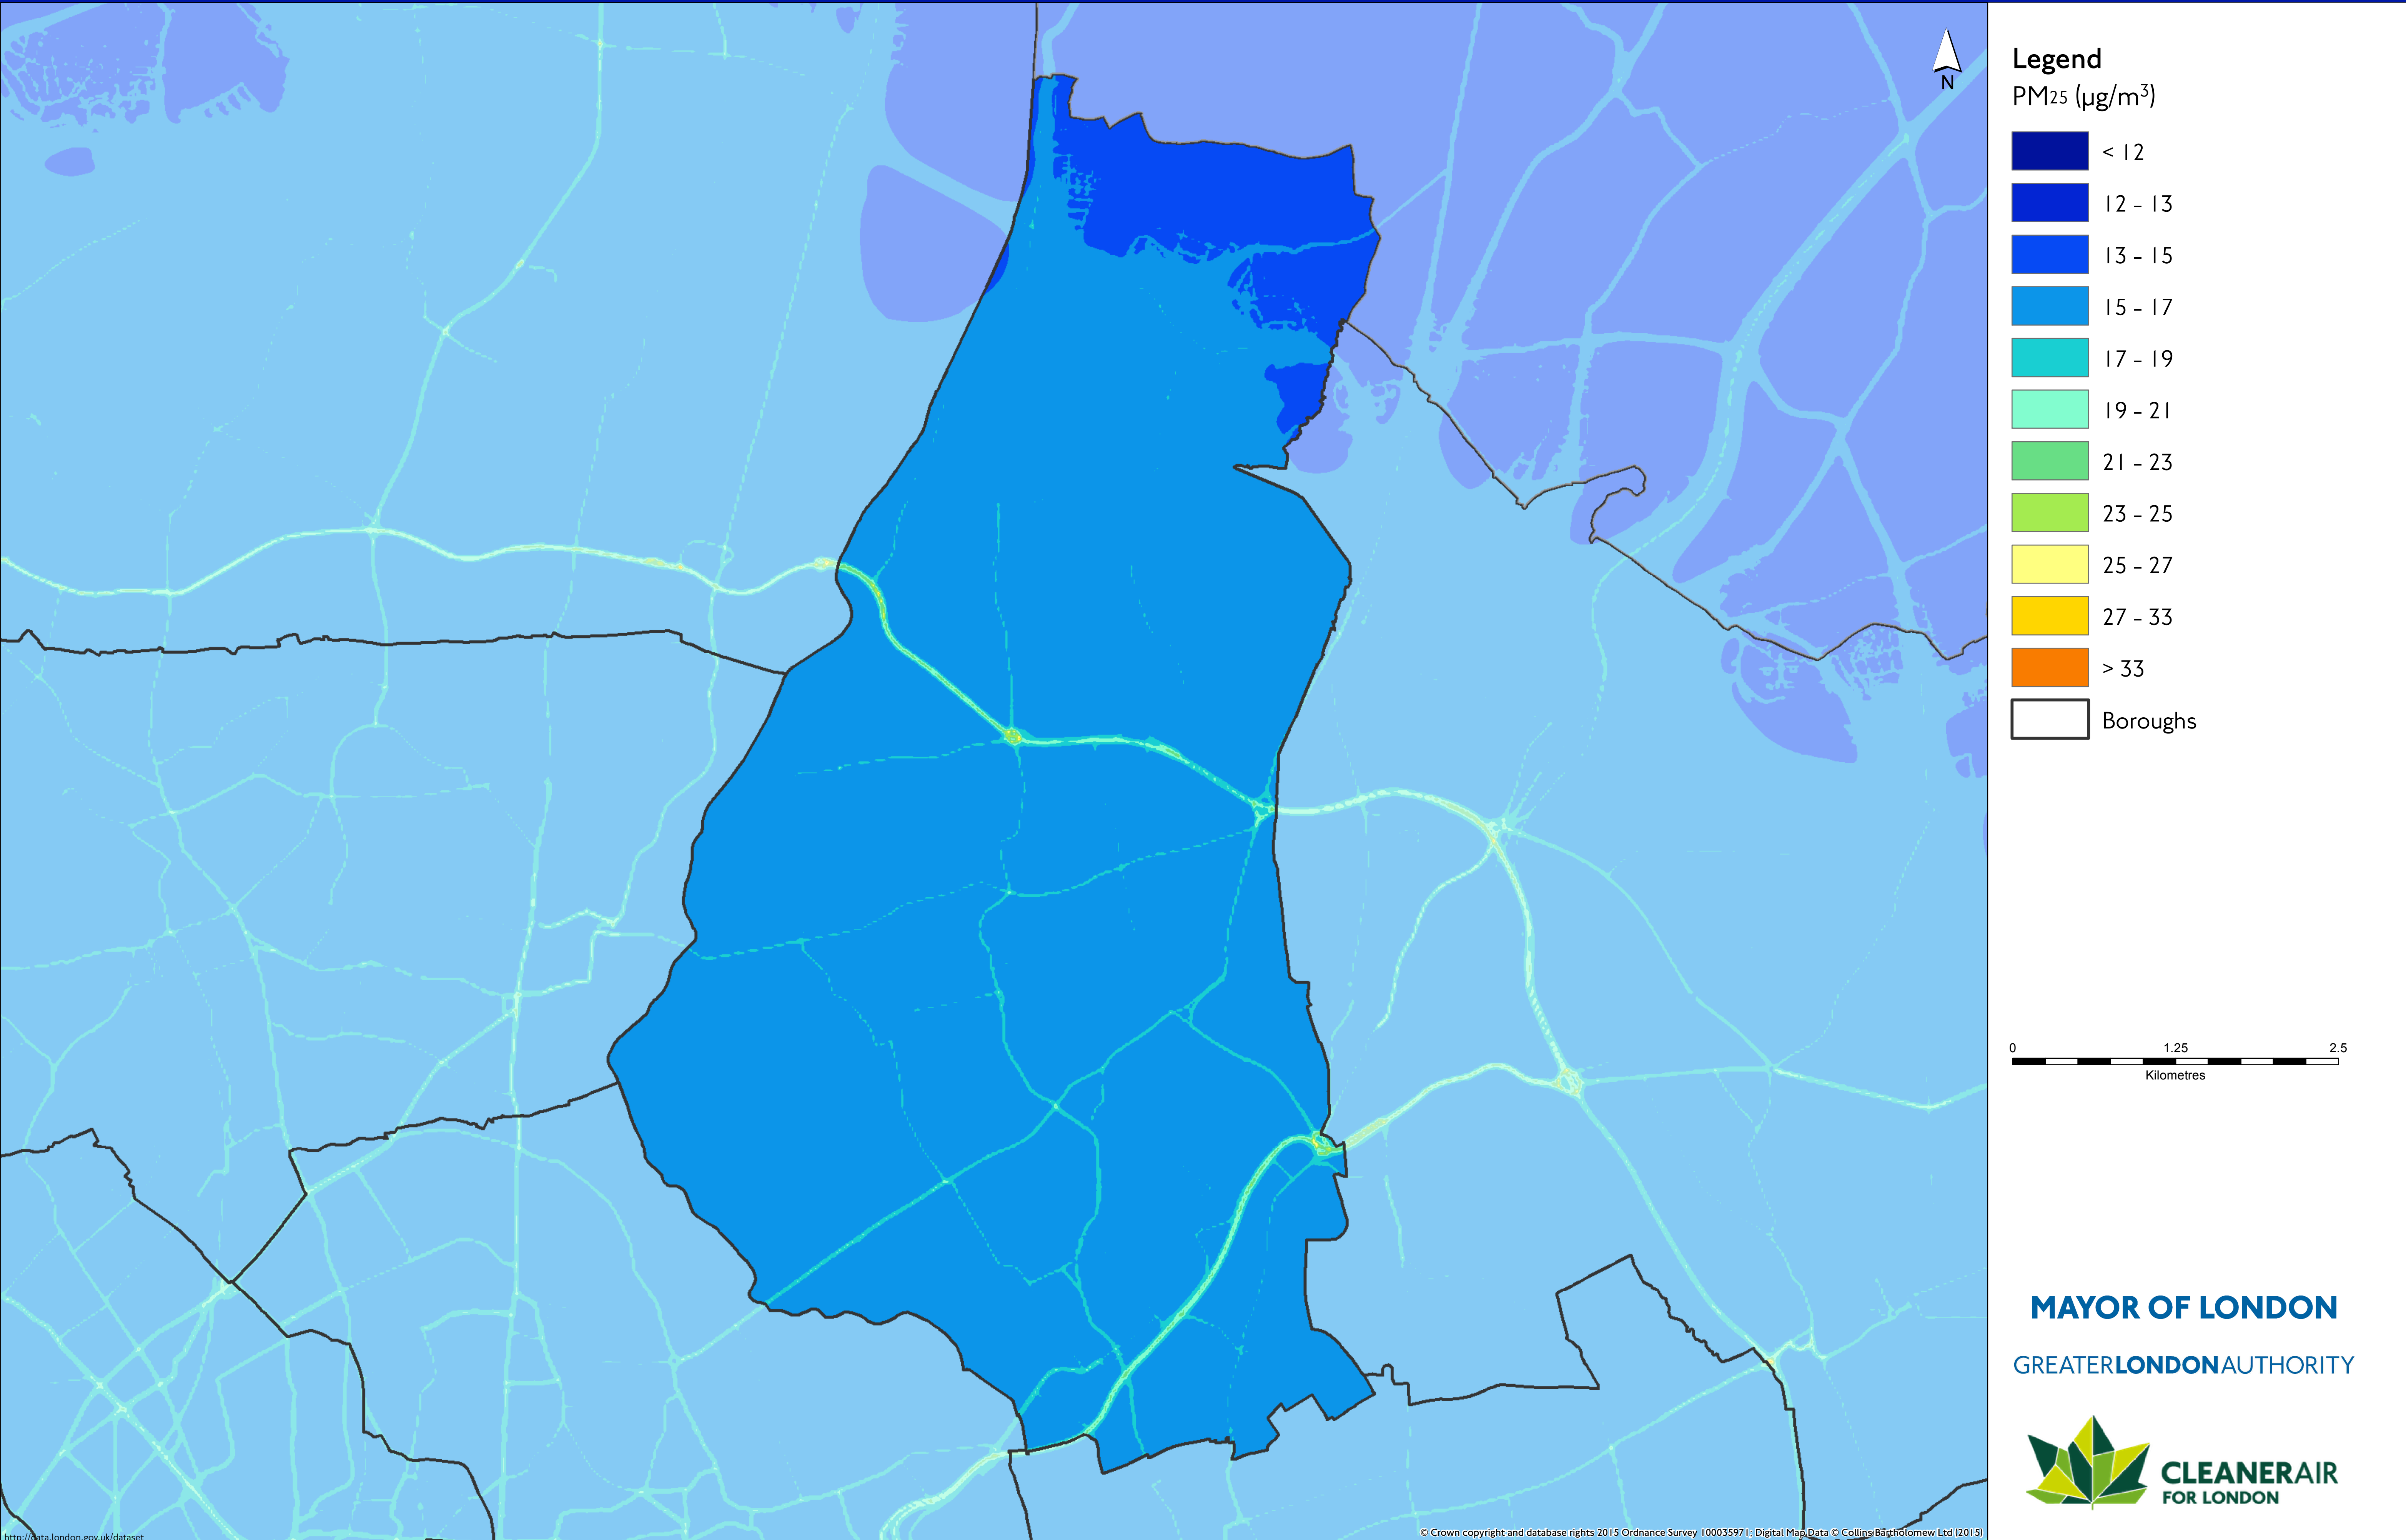 N
Legend
PM25 (µg/m³)
< 12
12 - 13
13 - 15
15 - 17
17 - 19
19 - 21
21 - 23
23 - 25
25 - 27
27 - 33
> 33
Boroughs
0 1.25 2.5
Kilometres
MAYOR OF LONDON
GREATERLONDONAUTHORITY
CLEANERAIR
FOR LONDON
http://data.london.gov.uk/dataset
© Crown copyright and database rights 2015 Ordnance Survey 100035971; Digital Map Data © Collins Bartholomew Ltd (2015)